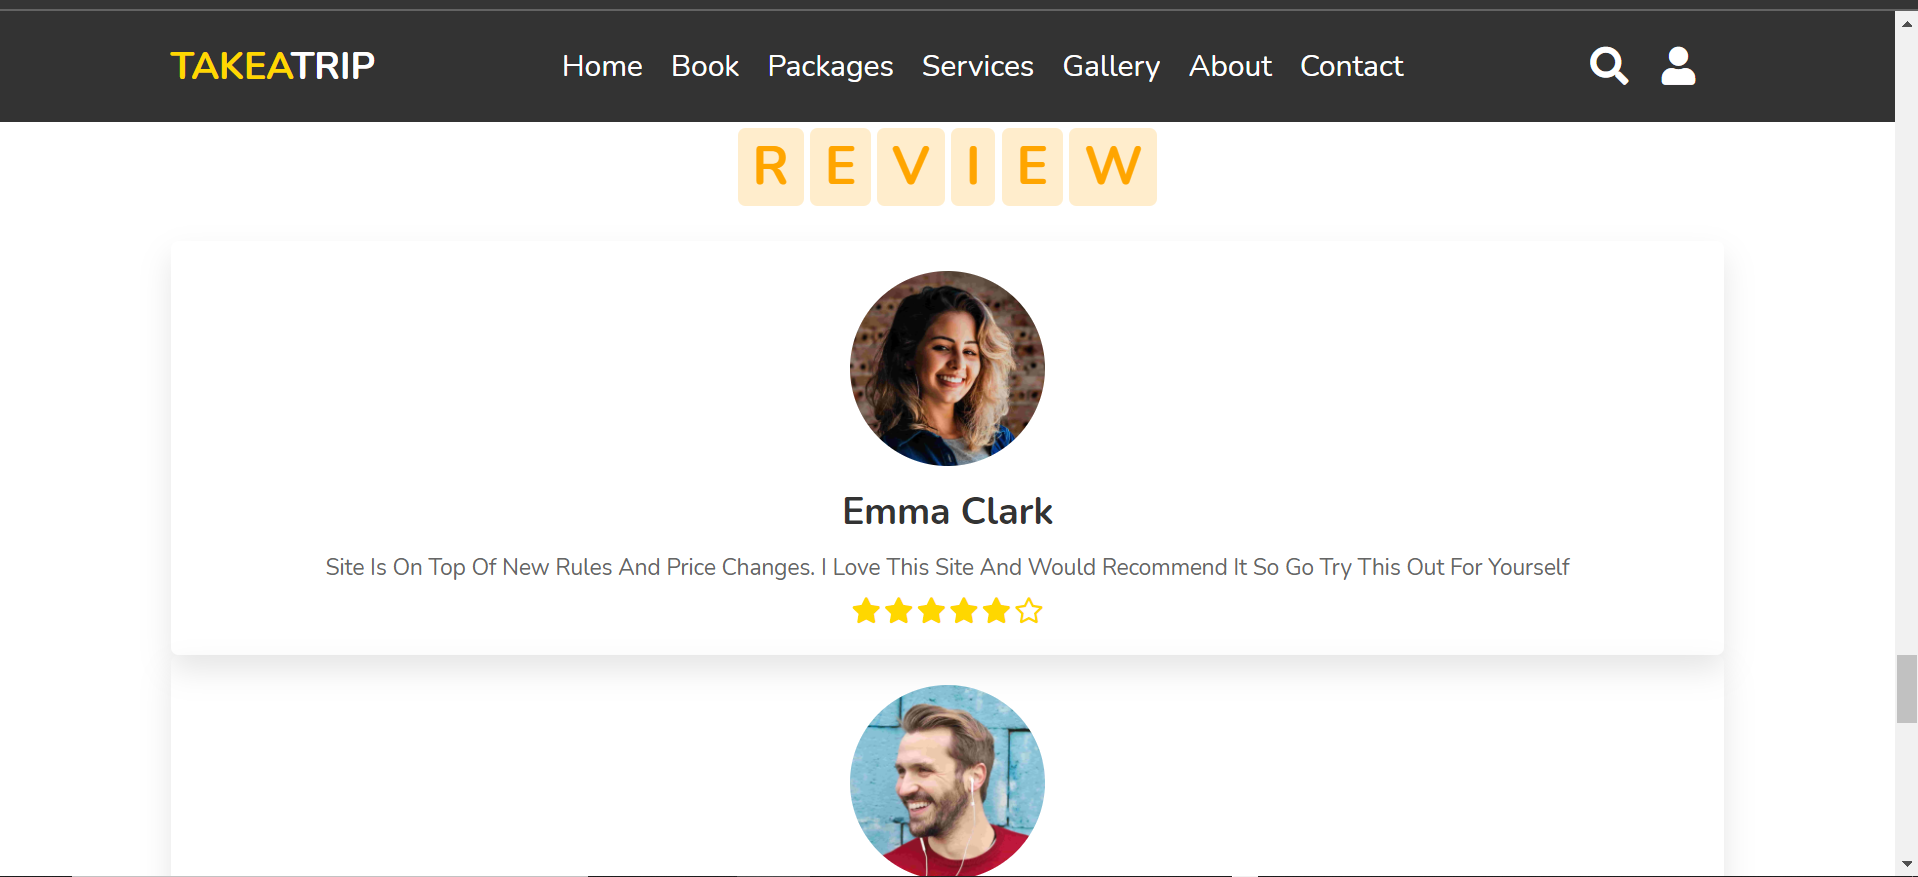 TAKEATRIP Home Book Packages Services Gallery About Contact
REVIEW
Emma Clark
Site Is On Top Of New Rules And Price Changes. I Love This Site And Would Recommend It So Go Try This Out For Yourself